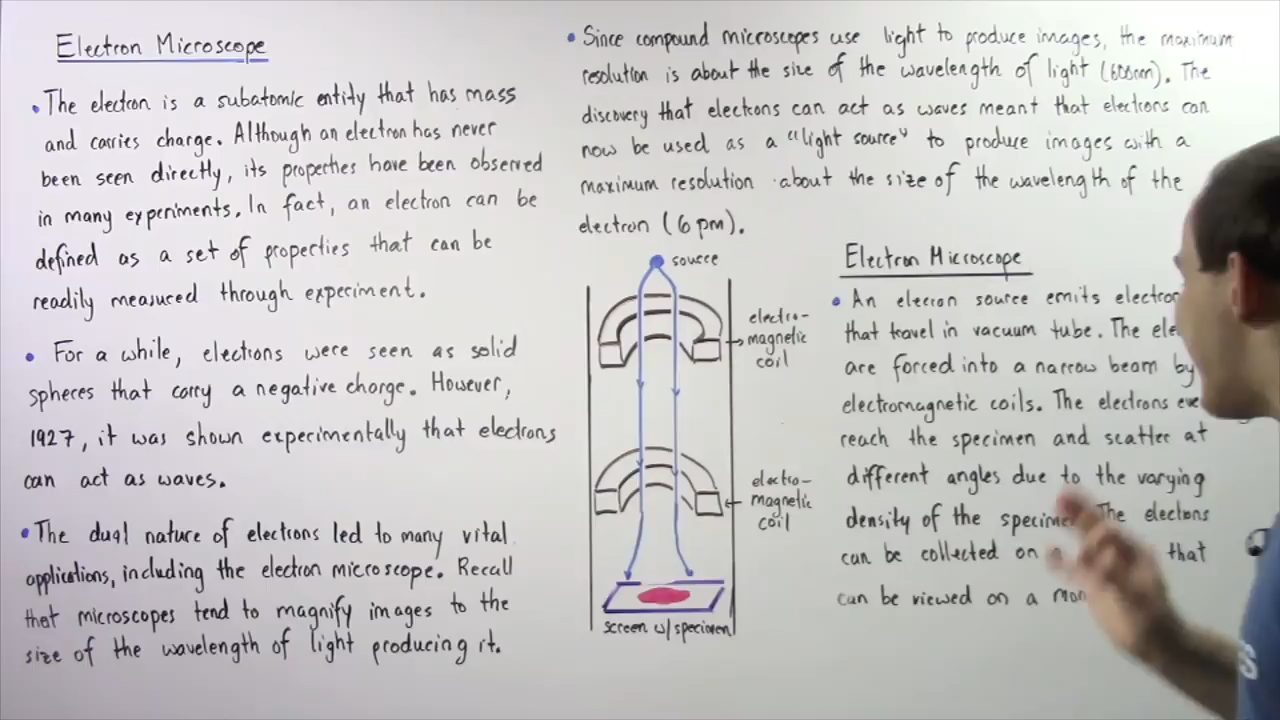 Electron Microscope
• The electron is a subatomic entity that has mass
and carries charge. Although an electron has never
been seen directly, its properties have been observed
in many experiments. In fact, an electron can be
defined as a set of properties that can be
readily measured through experiment.
• For a while, electrons were seen as solid
spheres that carry a negative charge. However,
1927, it was shown experimentally that electrons
can act as waves.
• The dual nature of electrons led to many vital
applications, including the electron microscope. Recall
that microscopes tend to magnify images to the
size of the wavelength of light producing it.
• Since compound microscopes use light to produce images, the maximum
resolution is about the size of the wavelength of light (600nm). The
discovery that electrons can act as waves meant that electrons can
now be used as a "light source" to produce images with a
maximum resolution about the size of the wavelength of the
electron (6 pm).
source
electro-
magnetic
coil
electro-
magnetic
coil
screen w/specimen
Electron Microscope
• An elecron source emits electron
that travel in vacuum tube. The ele
are forced into a narrow beam by
electromagnetic coils. The electrons eve
reach the specimen and scatter at
different angles due to the varying
density of the specimen The electons
can be collected on a that
can be viewed on a mon